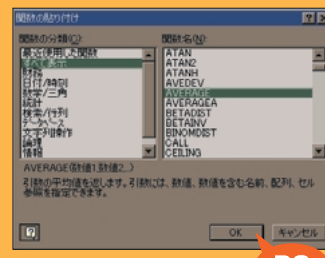 関数の貼り付け
関数の分類(C):
最近使用した関数
すべて表示
財務
日付/時刻
数学/三角
統計
検索/行列
データベース
文字列操作
論理
情報
関数名(N):
ATAN
ATAN2
ATANH
AVEDEV
AVERAGE
AVERAGEA
BETADIST
BETAINV
BINOMDIST
CALL
CEILING
AVERAGE(数値1,数値2,...)
引数の平均値を返します。引数には、数値、数値を含む名前、配列、セル
参照を指定できます。
OK
キャンセル